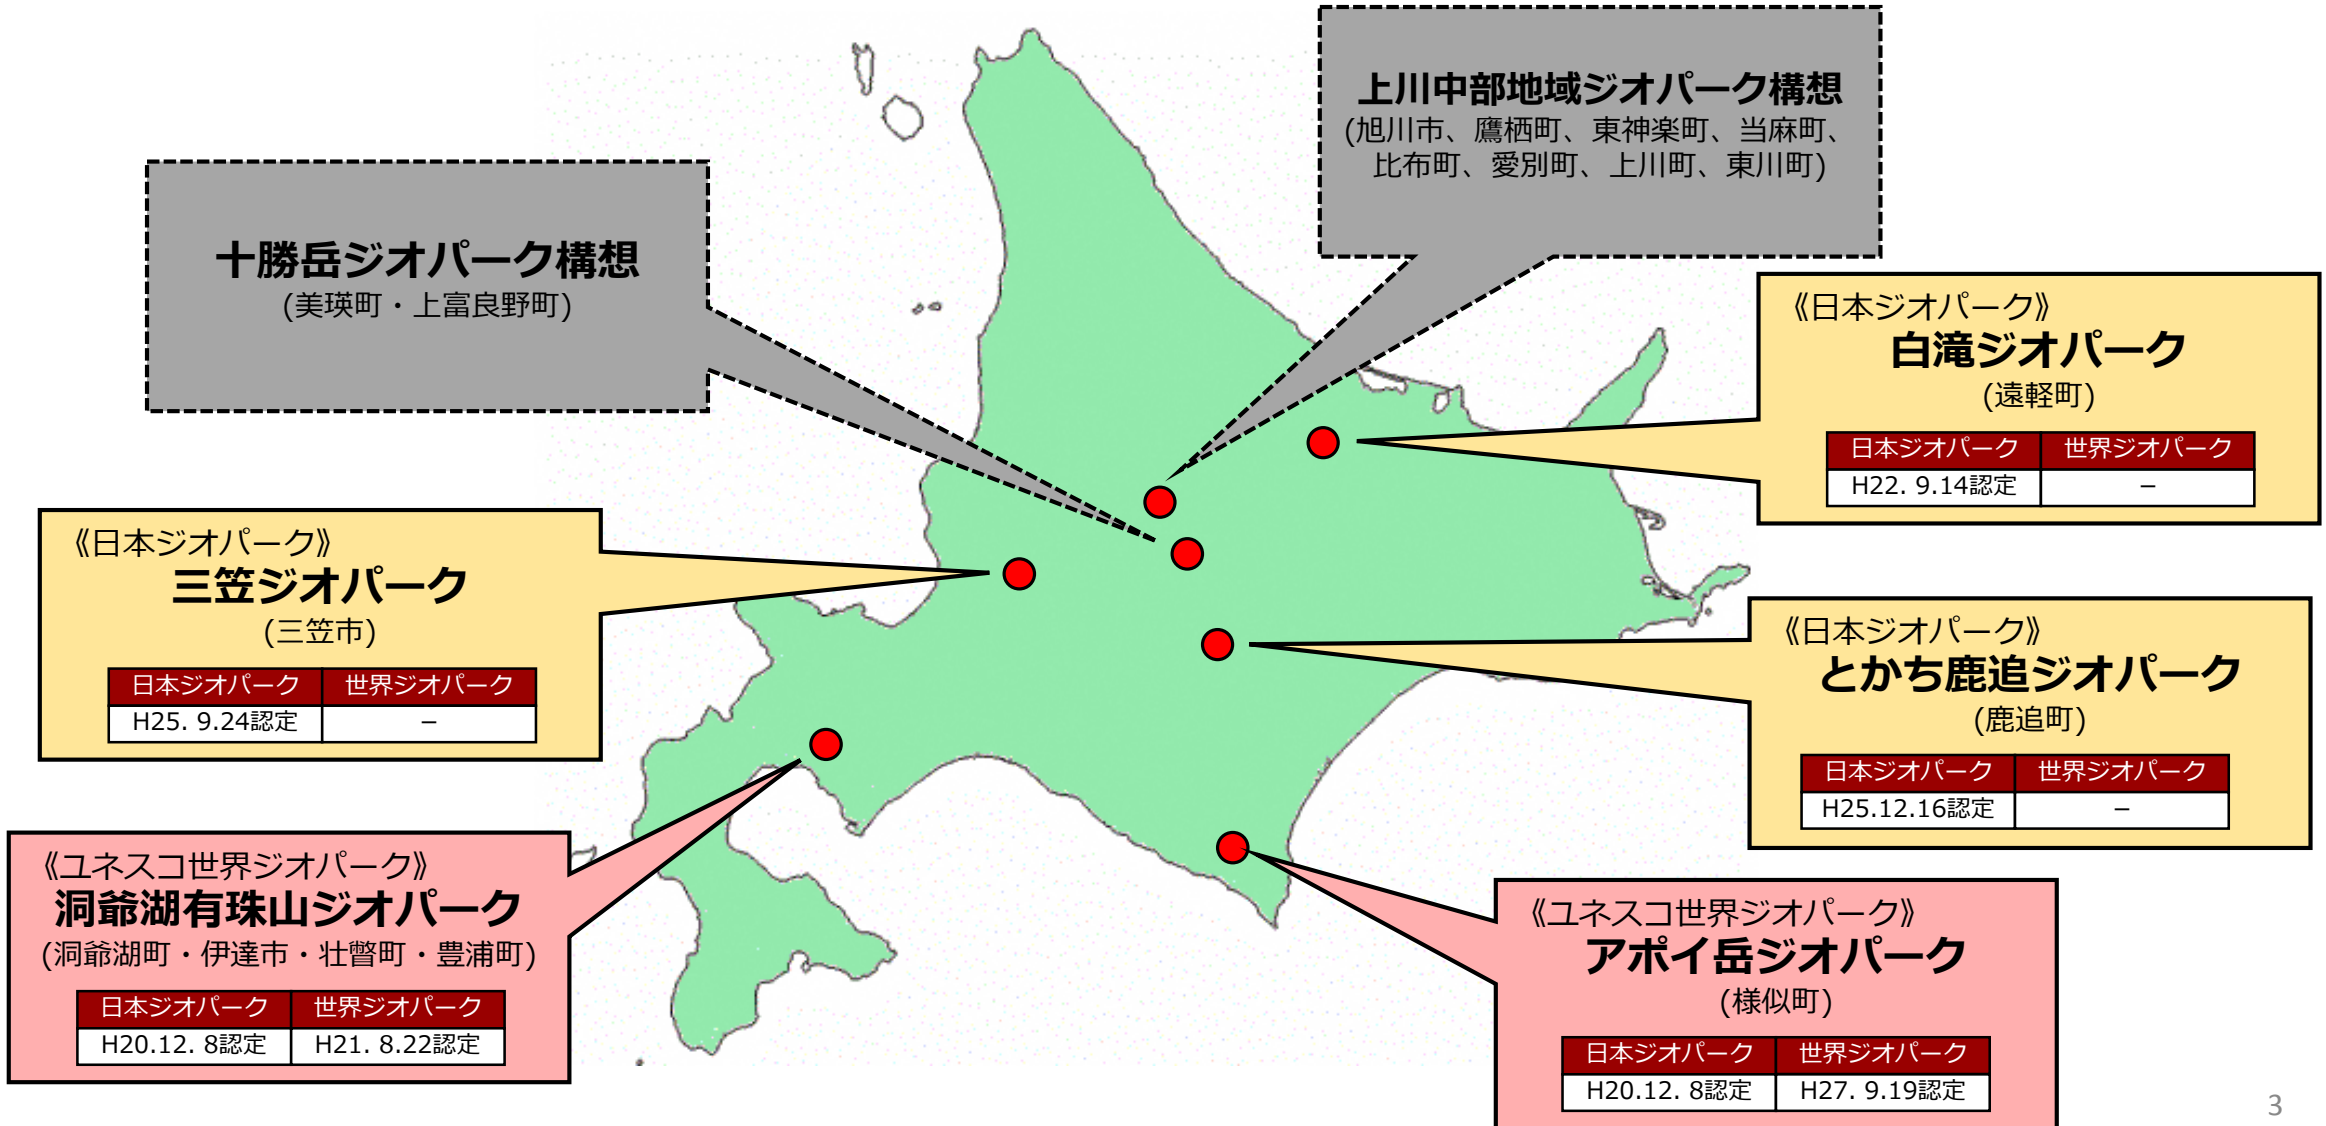 上川中部地域ジオパーク構想
(旭川市、鷹栖町、東神楽町、当麻町、
比布町、愛別町、上川町、東川町)
十勝岳ジオパーク構想
(美瑛町・上富良野町)
《日本ジオパーク》
白滝ジオパーク
(遠軽町)
日本ジオパーク 世界ジオパーク
H22. 9.14認定 －
《日本ジオパーク》
三笠ジオパーク
(三笠市)
日本ジオパーク 世界ジオパーク
H25. 9.24認定 －
《日本ジオパーク》
とかち鹿追ジオパーク
(鹿追町)
日本ジオパーク 世界ジオパーク
H25.12.16認定 －
《ユネスコ世界ジオパーク》
洞爺湖有珠山ジオパーク
(洞爺湖町・伊達市・壮瞥町・豊浦町)
日本ジオパーク 世界ジオパーク
H20.12. 8認定 H21. 8.22認定
《ユネスコ世界ジオパーク》
アポイ岳ジオパーク
(様似町)
日本ジオパーク 世界ジオパーク
H20.12. 8認定 H27. 9.19認定
3